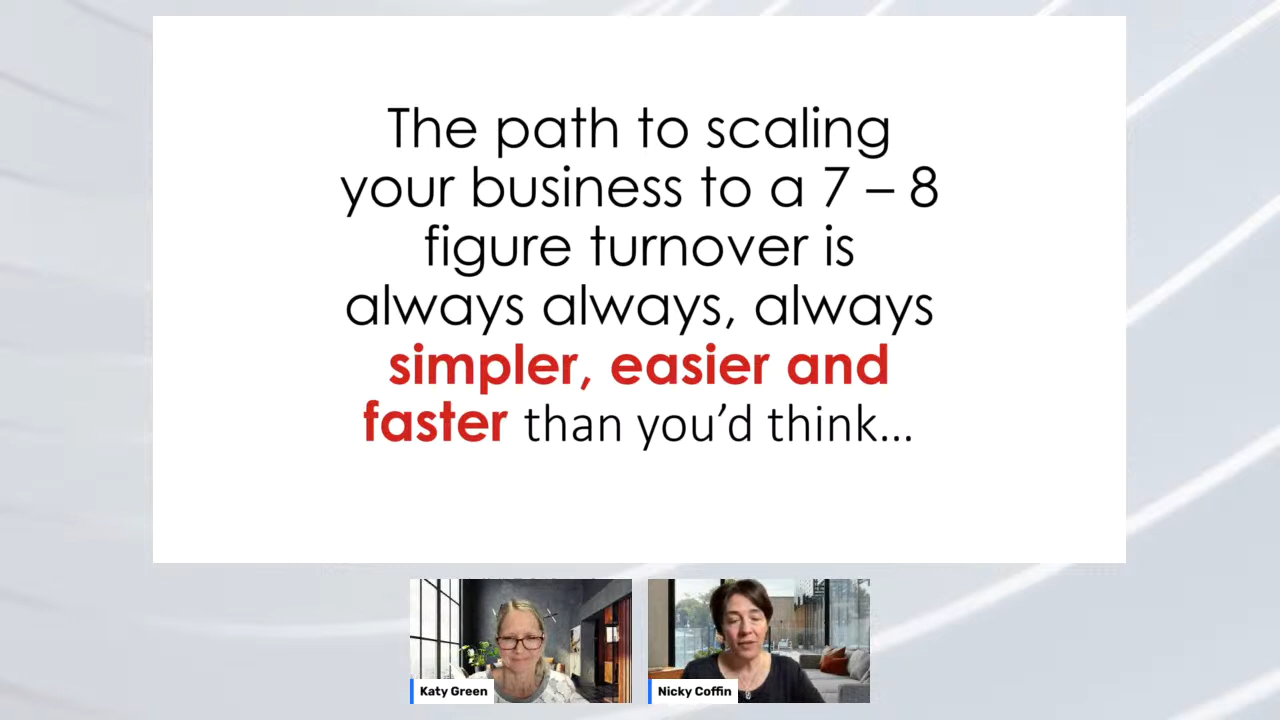 The path to scaling
your business to a 7 – 8
figure turnover is
always always, always
simpler, easier and
faster than you’d think...
Katy Green
Nicky Coffin